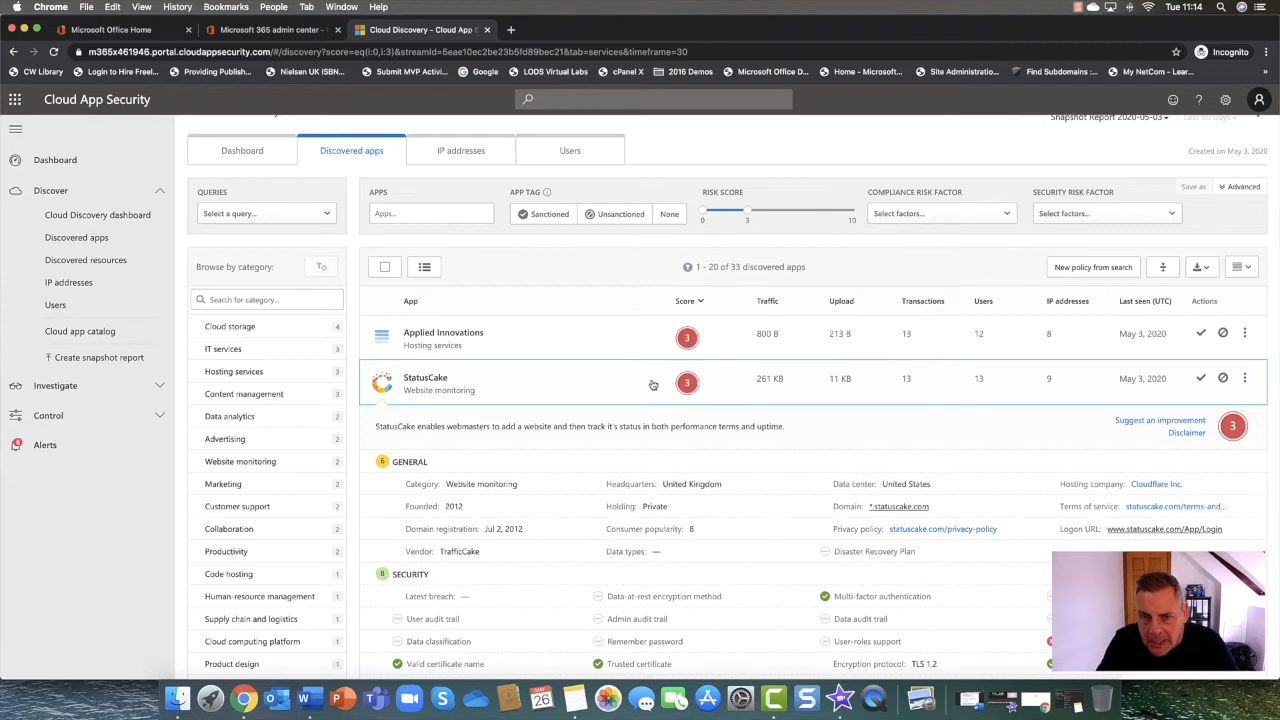 Chrome File Edit View History Bookmarks People Tab Window Help Tue 11:14
Microsoft Office Home Microsoft 365 admin center - Cloud Discovery - Cloud App S
m365x461946.portal.cloudappsecurity.com/#/discovery?score=eq(i:0,i:3)&streamId=5eae10ec2be23b5fd89bec21&tab=services&timeframe=30 Incognito
CW Library Login to Hire Freel... Providing Publish... Nielsen UK ISBN... Submit MVP Activi... Google LODS Virtual Labs cPanel X 2016 Demos Microsoft Office D... Home - Microsoft... Site Administratio... Find Subdomains |... My NetCom - Lear... »
Cloud App Security
Snapshot Report 2020-05-03 Last 90 days
Dashboard Discovered apps IP addresses Users Created on May 3, 2020
Dashboard
Discover
Cloud Discovery dashboard
Discovered apps
Discovered resources
IP addresses
Users
Cloud app catalog
Create snapshot report
Investigate
Control
6
Alerts
QUERIES APPS APP TAG RISK SCORE COMPLIANCE RISK FACTOR SECURITY RISK FACTOR Save as Advanced
Select a query... Apps... Sanctioned Unsanctioned None 0 3 10 Select factors... Select factors...
Browse by category:
Search for category...
Cloud storage 4
IT services 3
Hosting services 3
Content management 3
Data analytics 2
Advertising 2
Website monitoring 2
Marketing 2
Customer support 2
Collaboration 2
Productivity 2
Code hosting 1
Human-resource management 1
Supply chain and logistics 1
Cloud computing platform 1
Product design 1
1 - 20 of 33 discovered apps New policy from search
App Score Traffic Upload Transactions Users IP addresses Last seen (UTC) Actions
Applied Innovations 3 800 B 213 B 13 12 8 May 3, 2020
Hosting services
StatusCake 3 261 KB 11 KB 13 13 9 May 3, 2020
Website monitoring
StatusCake enables webmasters to add a website and then track it's status in both performance terms and uptime. Suggest an improvement 3
Disclaimer
6 GENERAL
Category: Website monitoring Headquarters: United Kingdom Data center: United States Hosting company: Cloudflare Inc.
Founded: 2012 Holding: Private Domain: *.statuscake.com Terms of service: statuscake.com/terms-and...
Domain registration: Jul 2, 2012 Consumer popularity: 8 Privacy policy: statuscake.com/privacy-policy Logon URL: www.statuscake.com/App/Login
Vendor: TrafficCake Data types: — Disaster Recovery Plan
8 SECURITY
Latest breach: — Data-at-rest encryption method Multi-factor authentication
User audit trail Admin audit trail Data audit trail
Data classification Remember password User-roles support
Valid certificate name Trusted certificate Encryption protocol: TLS 1.2
MAY
26